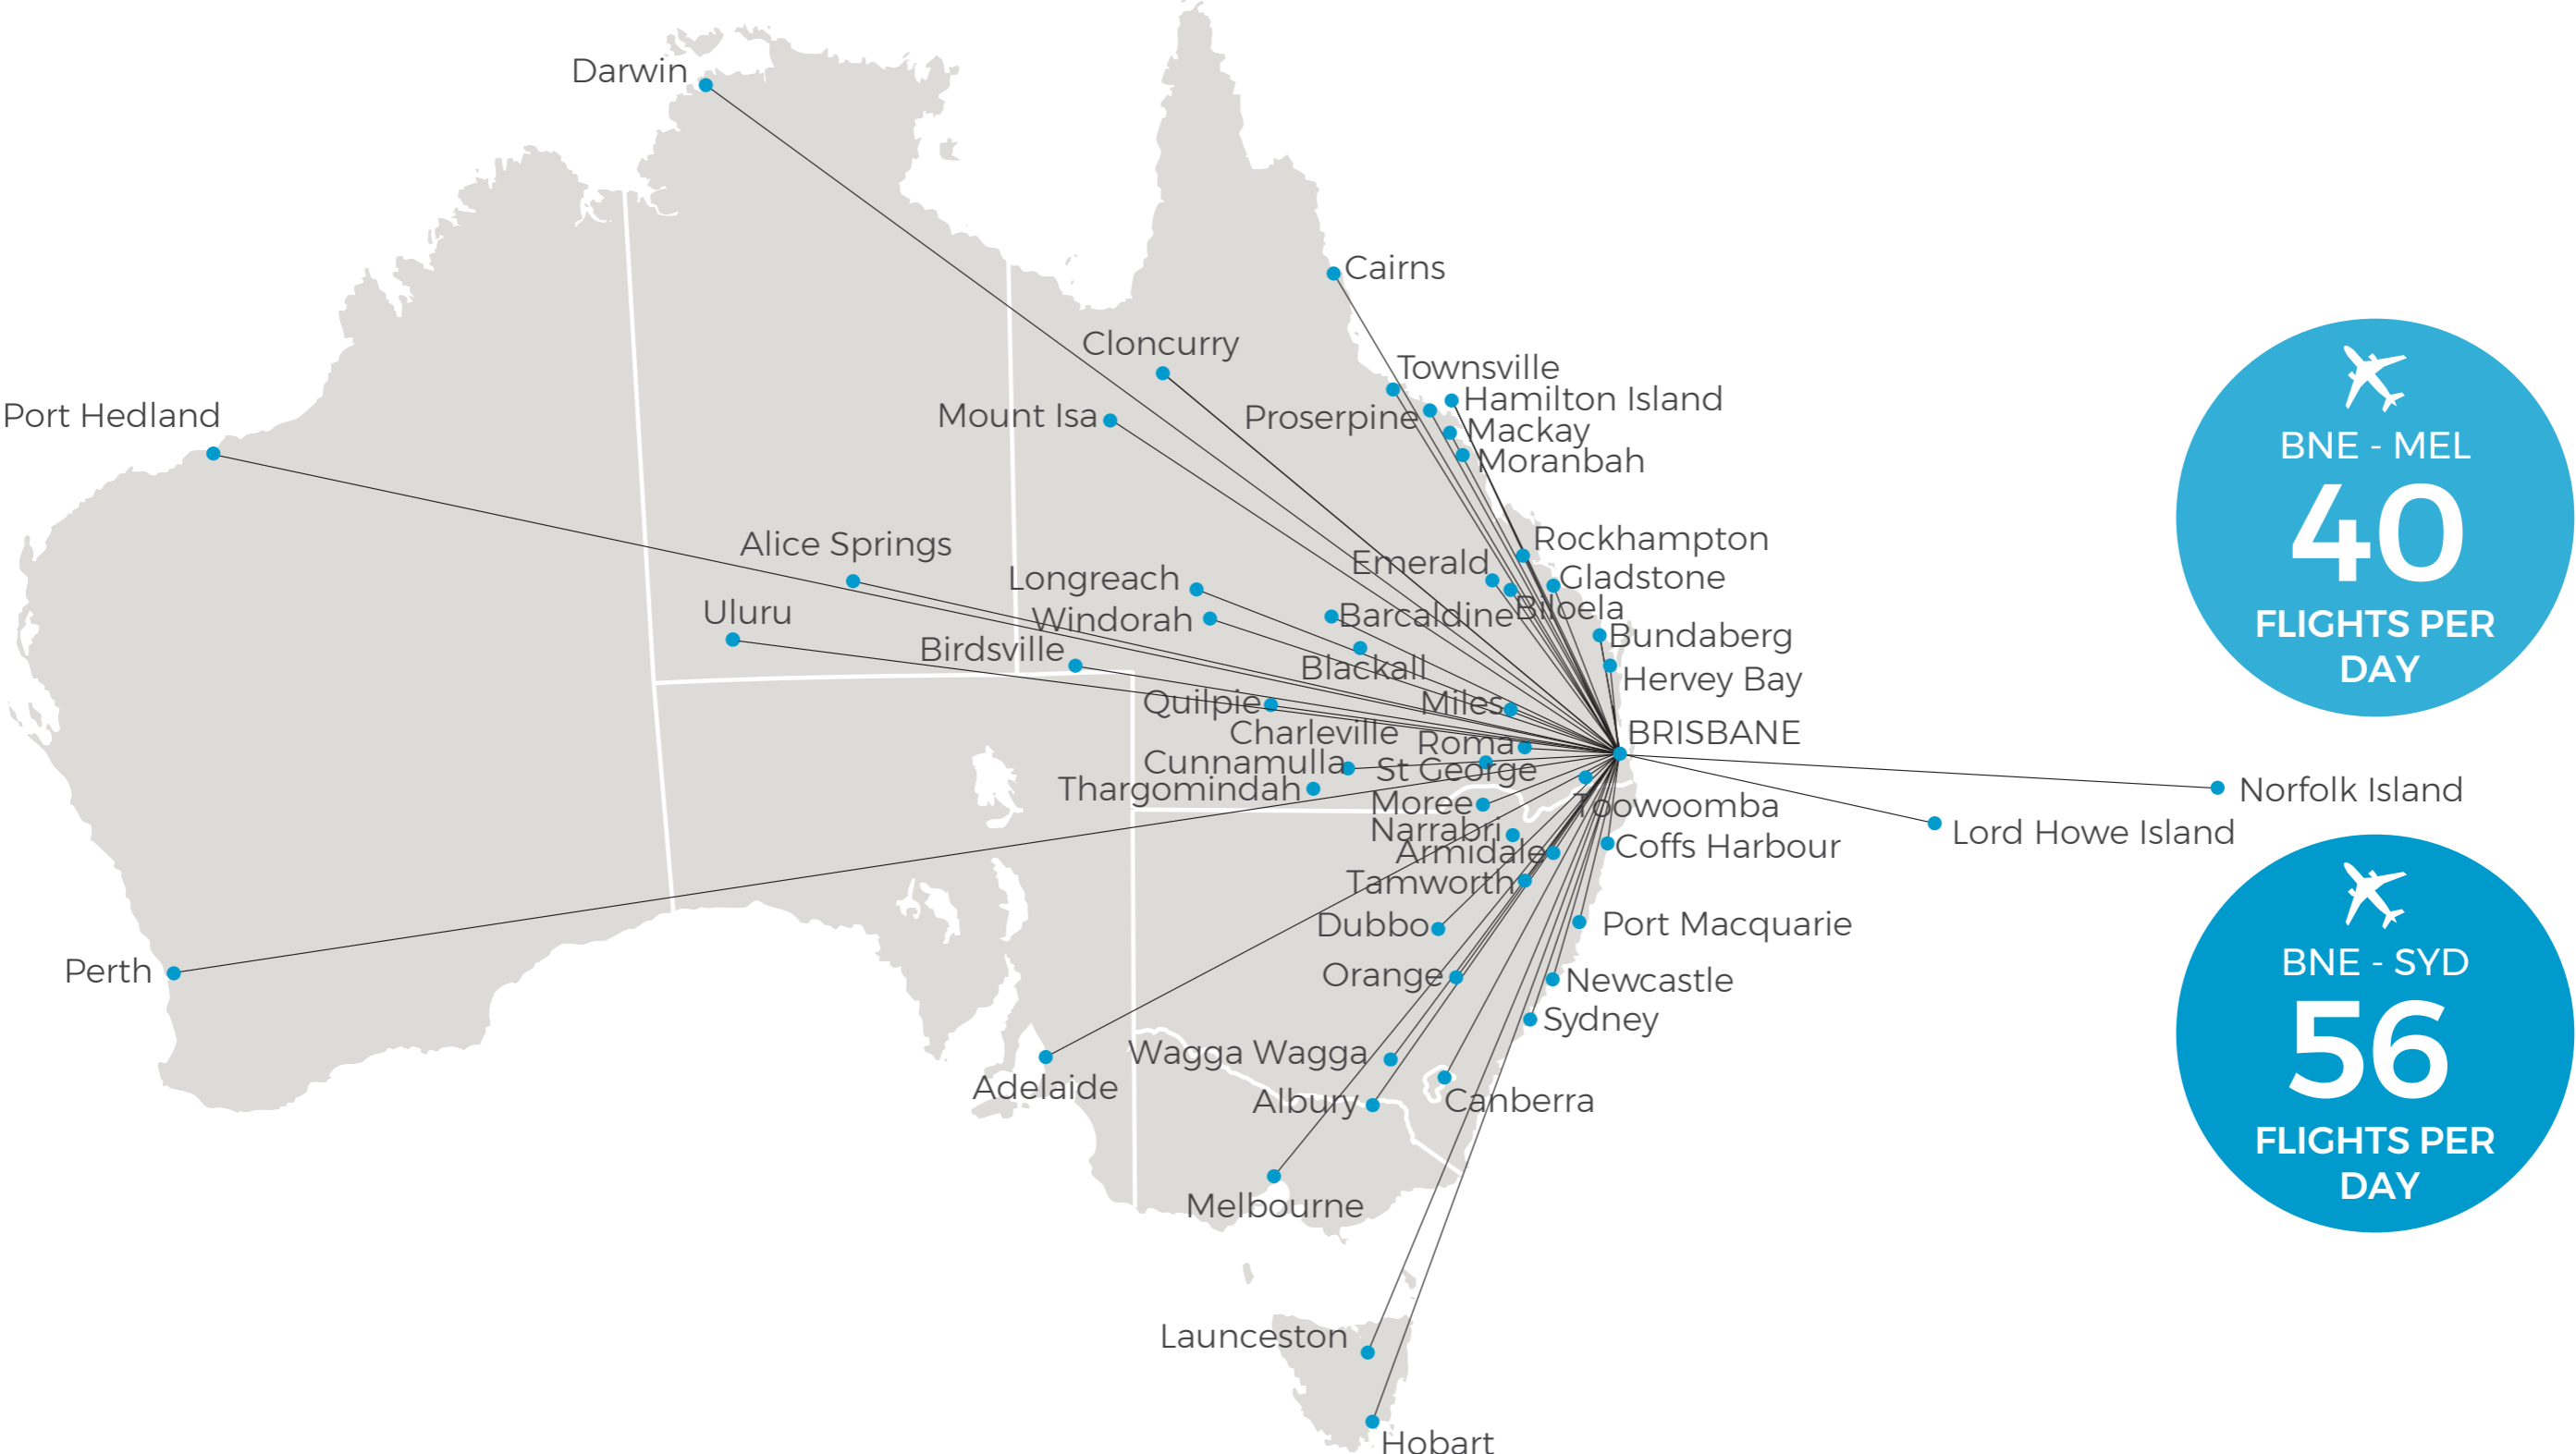 Darwin
Cairns
Cloncurry
Townsville
Hamilton Island
Port Hedland
Mount Isa
Proserpine
Mackay
Moranbah
BNE - MEL
40
FLIGHTS PER
DAY
Rockhampton
Alice Springs
Emerald
Longreach
Gladstone
Uluru
Windorah
Barcaldine
Biloela
Birdsville
Bundaberg
Blackall
Hervey Bay
Quilpie
Miles
Charleville
BRISBANE
Roma
Cunnamulla
St George
Thargomindah
Norfolk Island
Moree
Toowoomba
Narrabri
Lord Howe Island
Armidale
Coffs Harbour
Tamworth
Dubbo
Port Macquarie
Perth
Orange
Newcastle
BNE - SYD
56
FLIGHTS PER
DAY
Sydney
Wagga Wagga
Adelaide
Albury
Canberra
Melbourne
Launceston
Hobart